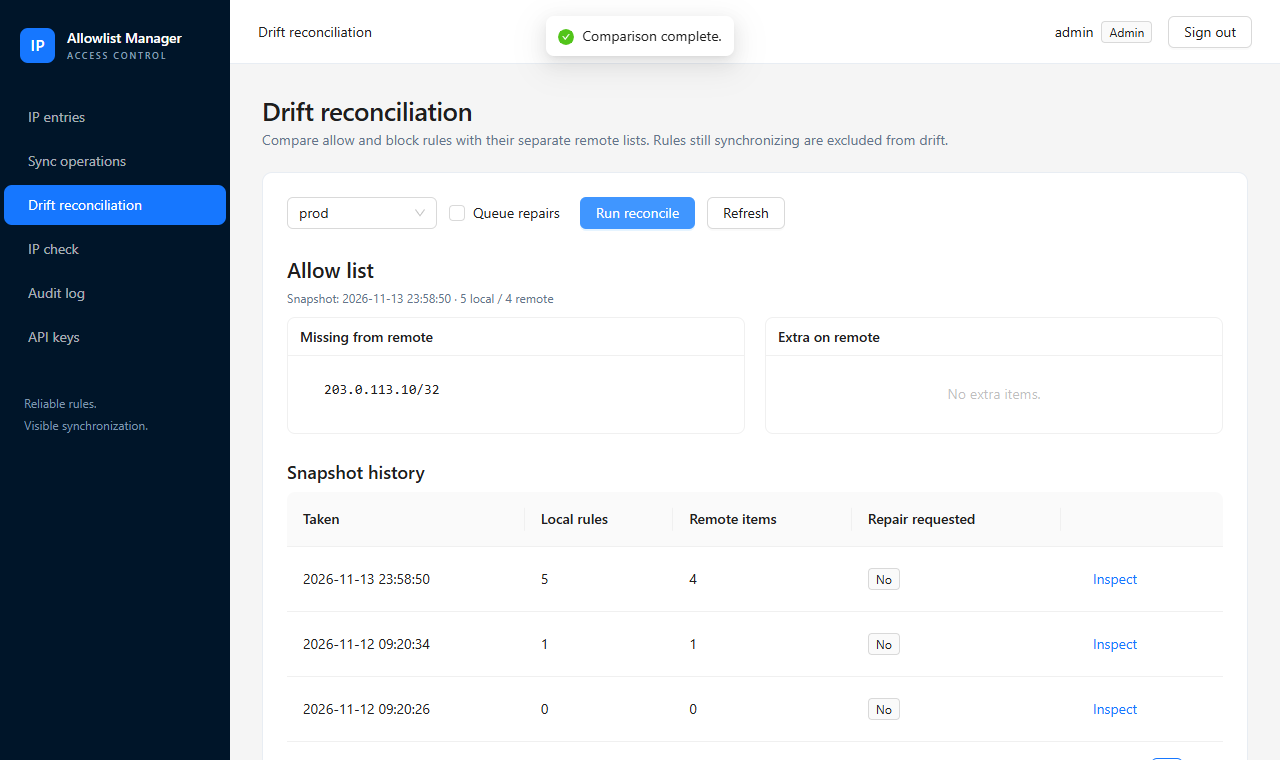 IP
Allowlist Manager
ACCESS CONTROL
IP entries
Sync operations
Drift reconciliation
IP check
Audit log
API keys
Reliable rules.
Visible synchronization.
Drift reconciliation
Comparison complete.
admin
Admin
Sign out
Drift reconciliation
Compare allow and block rules with their separate remote lists. Rules still synchronizing are excluded from drift.
prod
Queue repairs
Run reconcile
Refresh
Allow list
Snapshot: 2026-11-13 23:58:50 · 5 local / 4 remote
Missing from remote
203.0.113.10/32
Extra on remote
No extra items.
Snapshot history
Taken Local rules Remote items Repair requested
2026-11-13 23:58:50 5 4 No Inspect
2026-11-12 09:20:34 1 1 No Inspect
2026-11-12 09:20:26 0 0 No Inspect